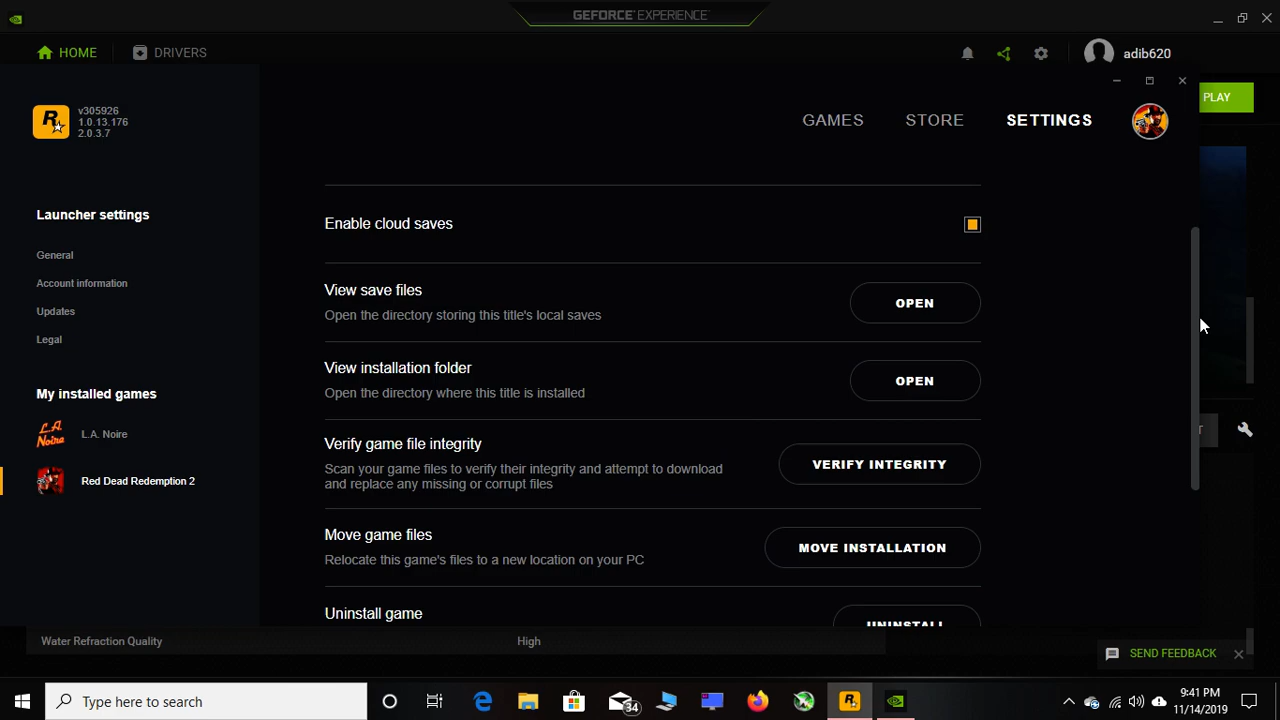 GEFORCE® EXPERIENCE™
HOME
DRIVERS
adib620
PLAY
v305926
1.0.13.176
2.0.3.7
GAMES
STORE
SETTINGS
Launcher settings
General
Account information
Updates
Legal
My installed games
L.A. Noire
L.A. Noire
Red Dead Redemption 2
Enable cloud saves
View save files
Open the directory storing this title's local saves
OPEN
View installation folder
Open the directory where this title is installed
OPEN
Verify game file integrity
Scan your game files to verify their integrity and attempt to download
and replace any missing or corrupt files
VERIFY INTEGRITY
Move game files
Relocate this game's files to a new location on your PC
MOVE INSTALLATION
Uninstall game
UNINSTALL
T
Water Refraction Quality
High
SEND FEEDBACK
Type here to search
34
9:41 PM
11/14/2019